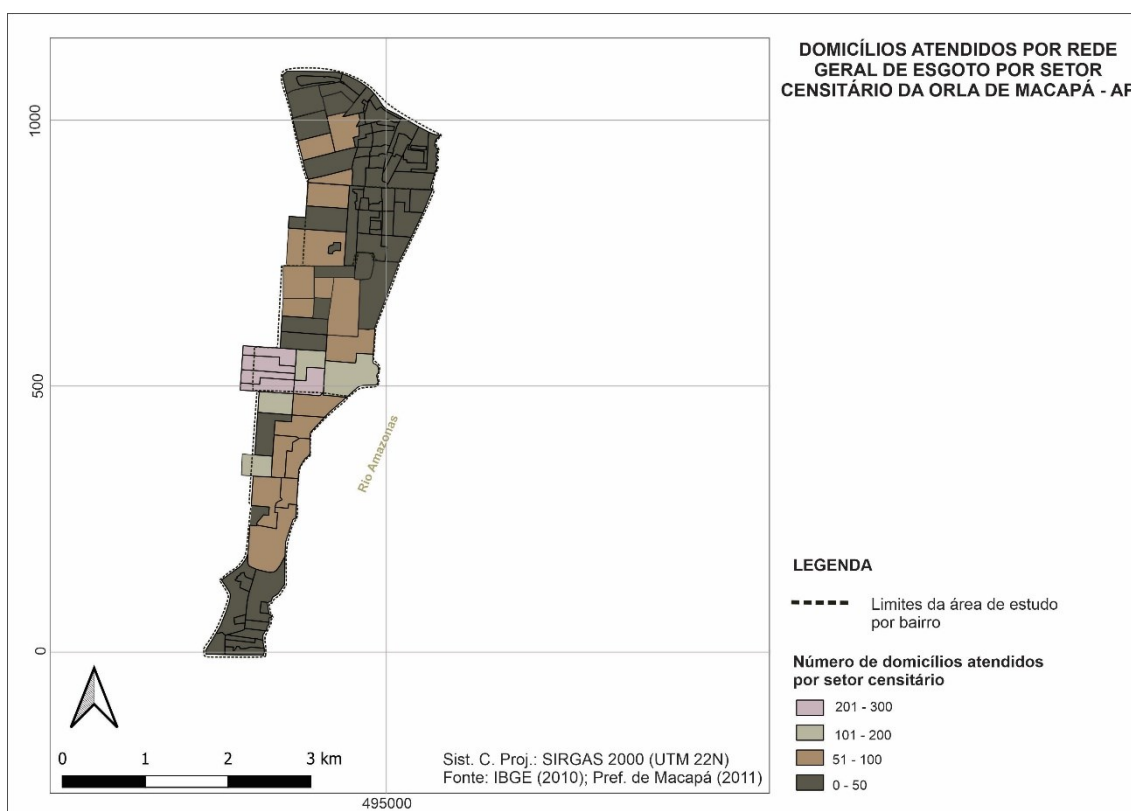 DOMICÍLIOS ATENDIDOS POR REDE
GERAL DE ESGOTO POR SETOR
CENSITÁRIO DA ORLA DE MACAPÁ - AP
1000
500
0
Rio Amazonas
LEGENDA
Limites da área de estudo
por bairro
Número de domicílios atendidos
por setor censitário
201 - 300
101 - 200
51 - 100
0 - 50
0 1 2 3 km
Sist. C. Proj.: SIRGAS 2000 (UTM 22N)
Fonte: IBGE (2010); Pref. de Macapá (2011)
495000